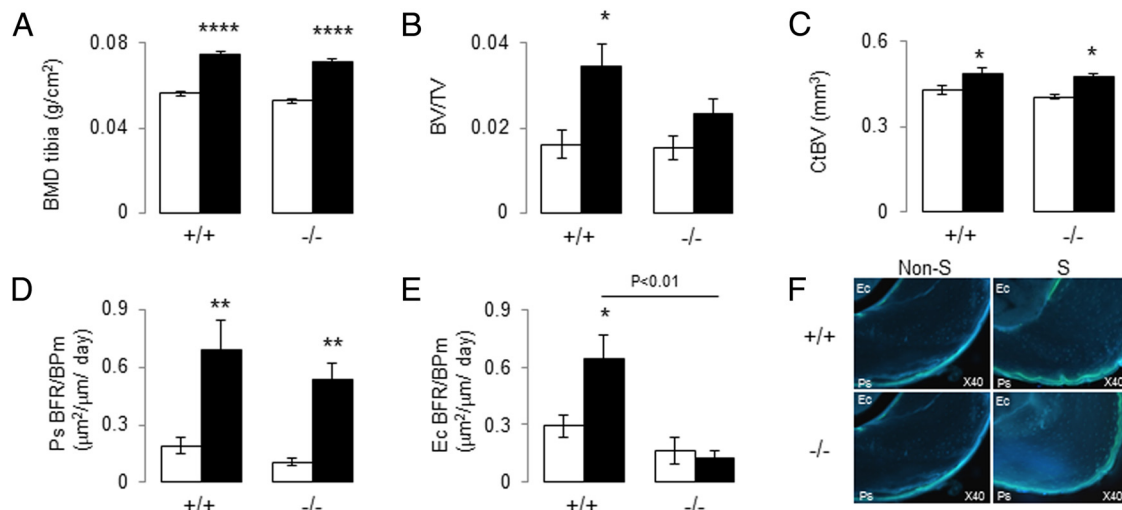 A
BMD tibia (g/cm²)
0.08
0.04
0
****
****
+/+
-/-
B
BV/TV
0.04
0.02
0
*
+/+
-/-
C
CtBV (mm³)
0.6
0.3
0
*
*
+/+
-/-
D
Ps BFR/BPm
(µm²/µm/ day)
0.9
0.6
0.3
0
**
**
+/+
-/-
E
Ec BFR/BPm
(µm²/µm/ day)
0.9
0.6
0.3
0
P<0.01
*
+/+
-/-
F
Non-S
S
+/+
Ec
Ec
Ps
X40
Ps
X40
-/-
Ec
Ec
Ps
X40
Ps
X40